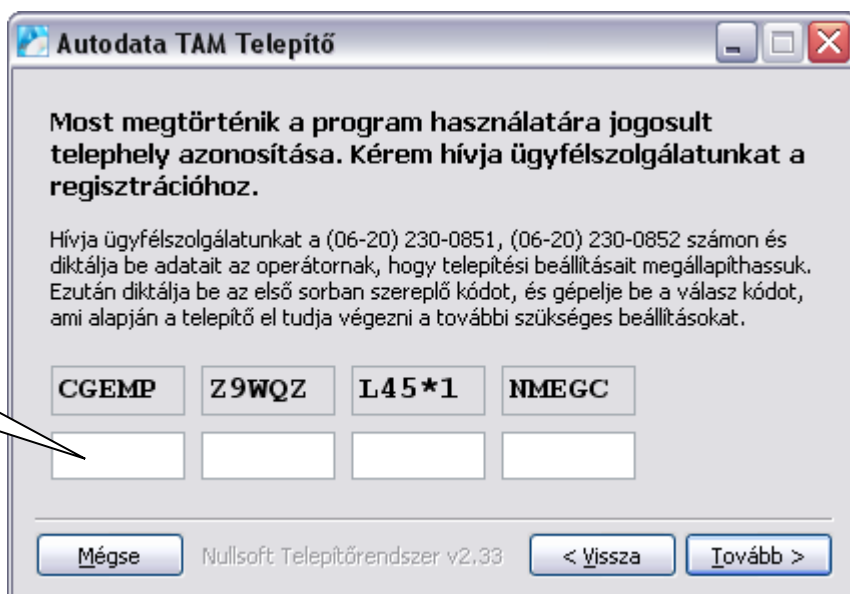 Autodata TAM Telepítő
Most megtörténik a program használatára jogosult
telephely azonosítása. Kérem hívja ügyfélszolgálatunkat a
regisztrációhoz.
Hívja ügyfélszolgálatunkat a (06-20) 230-0851, (06-20) 230-0852 számon és
diktálja be adatait az operátornak, hogy telepítési beállításait megállapíthassuk.
Ezután diktálja be az első sorban szereplő kódot, és gépelje be a válasz kódot,
ami alapján a telepítő el tudja végezni a további szükséges beállításokat.
CGEMP Z9WQZ L45*1 NMEGC
Mégse Nullsoft Telepítőrendszer v2.33 < Vissza Tovább >